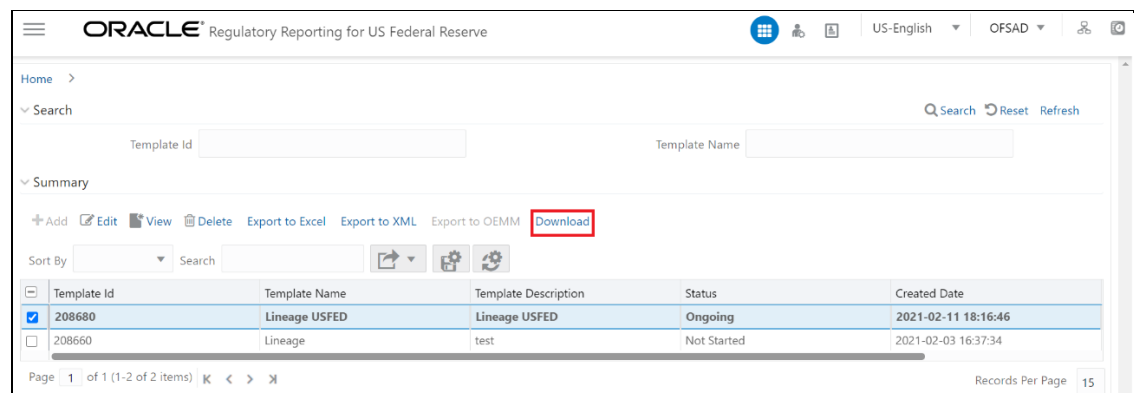 ORACLE® Regulatory Reporting for US Federal Reserve US-English OFSAD
Home >
Search Search Reset Refresh
Template Id Template Name
Summary
Add Edit View Delete Export to Excel Export to XML Export to OEMM Download
Sort By Search
Template Id Template Name Template Description Status Created Date
208680 Lineage USFED Lineage USFED Ongoing 2021-02-11 18:16:46
208660 Lineage test Not Started 2021-02-03 16:37:34
Page 1 of 1 (1-2 of 2 items) Records Per Page 15